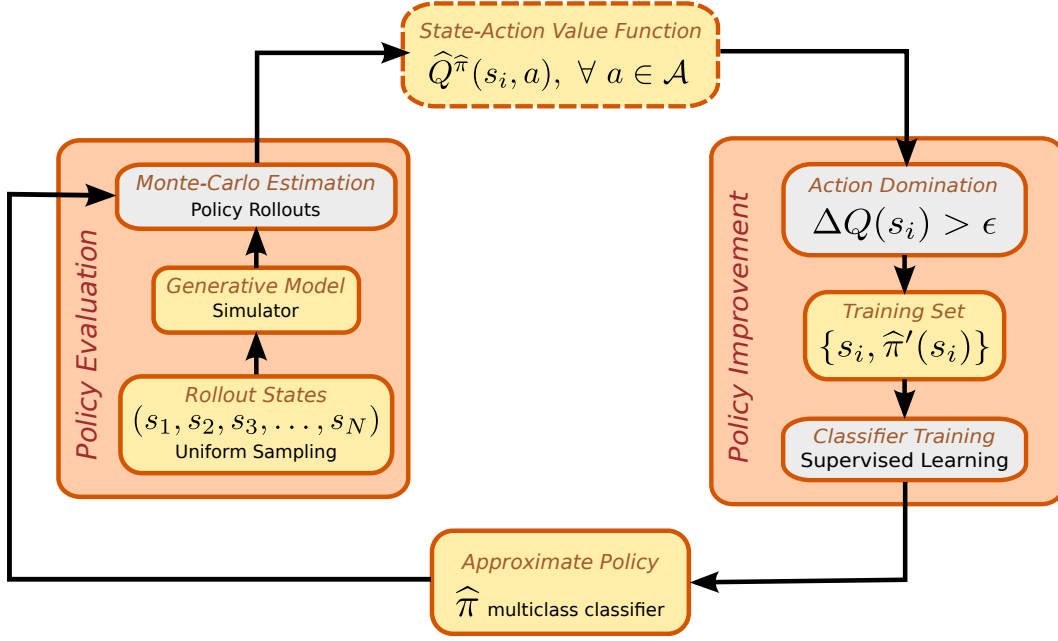 State-Action Value Function
Q̂^π̂(s_i, a), ∀ a ∈ 𝒜
Policy Evaluation
Monte-Carlo Estimation
Policy Rollouts
Generative Model
Simulator
Rollout States
(s_1, s_2, s_3, . . . , s_N)
Uniform Sampling
Policy Improvement
Action Domination
ΔQ(s_i) > ϵ
Training Set
{s_i, π̂′(s_i)}
Classifier Training
Supervised Learning
Approximate Policy
π̂ multiclass classifier